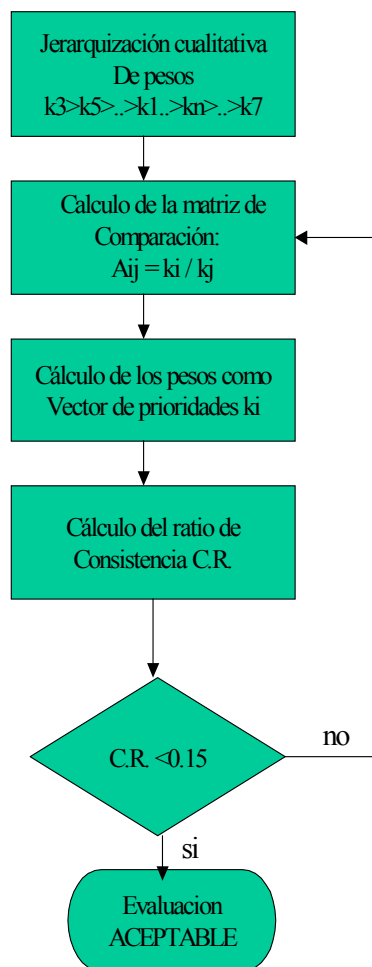 Jerarquización cualitativa
De pesos
k3>k5>..>k1..>kn>..>k7
Calculo de la matriz de
Comparación:
Aij = ki / kj
Cálculo de los pesos como
Vector de prioridades ki
Cálculo del ratio de
Consistencia C.R.
C.R. <0.15
no
si
Evaluacion
ACEPTABLE